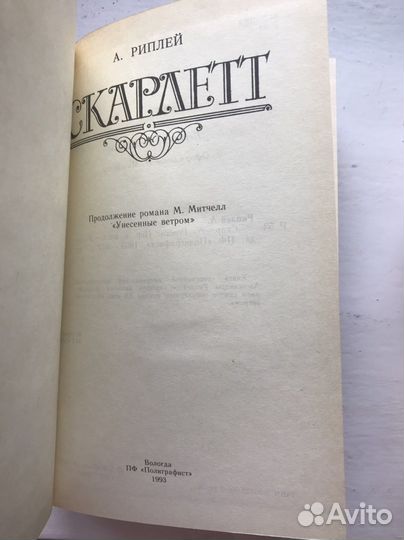 А. РИПЛЕЙ
СКАРЛЕТТ
Продолжение романа М. Митчелл
«Унесенные ветром»
Вологда
ПФ «Полиграфист»
1993
Avito